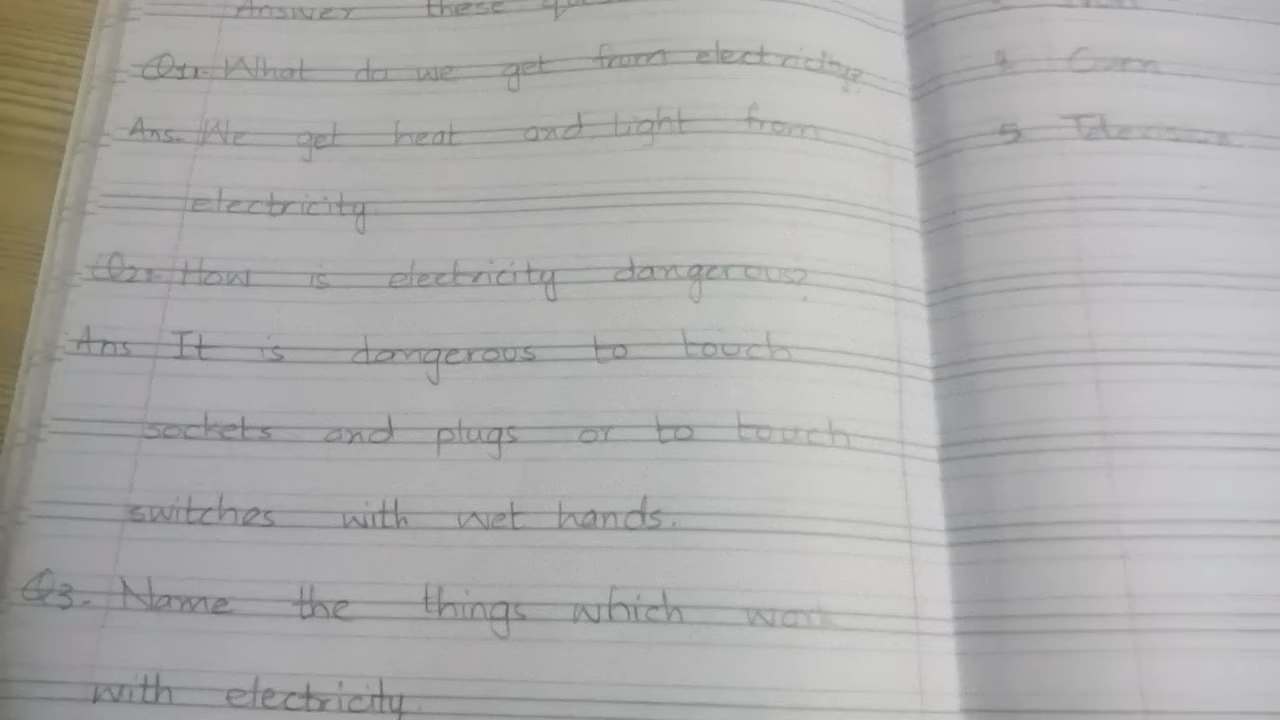 Answer these
Q1. What do we get from electricity?
Ans. We get heat and light from
electricity
Q2. How is electricity dangerous?
Ans It is dangerous to touch
sockets and plugs or to touch
switches with wet hands.
Q3. Name the things which work
with electricity.
4
5